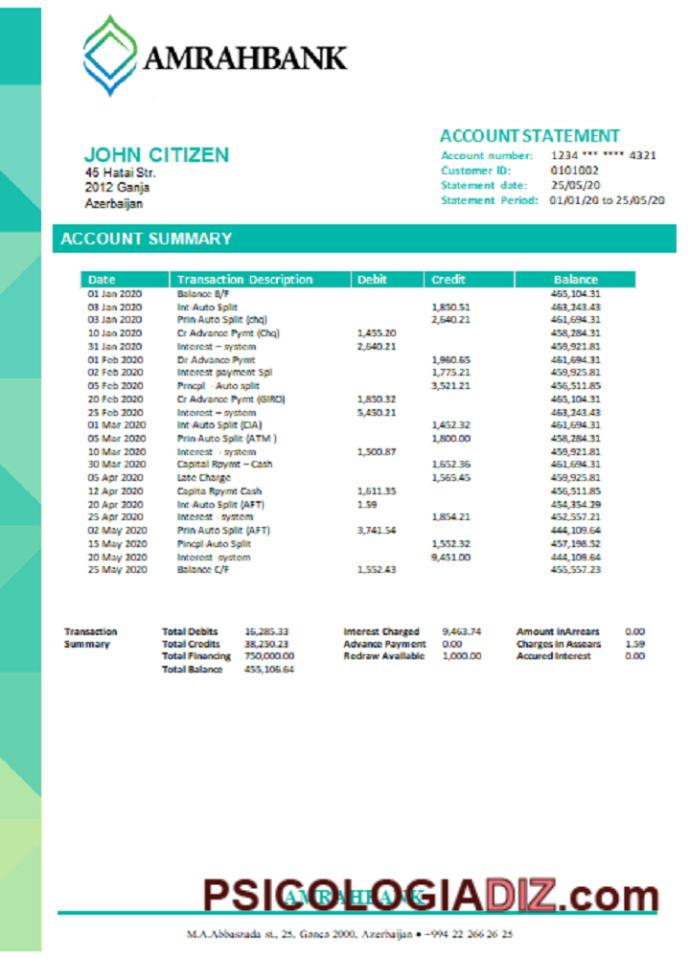 AMRAHBANK
ACCOUNT STATEMENT
JOHN CITIZEN
45 Hatai Str.
2012 Ganja
Azerbaijan
Account number: 1234 *** **** 4321
Customer ID: 0101002
Statement date: 25/05/20
Statement Period: 01/01/20 to 25/05/20
ACCOUNT SUMMARY
Date Transaction Description Debit Credit Balance
01 Jan 2020 Balance B/F 465,104.31
03 Jan 2020 Int-Auto Split 1,850.51 463,243.43
03 Jan 2020 Prin-Auto Split (chq) 2,640.21 461,694.31
10 Jan 2020 Cr Advance Pymt (Chq) 1,455.20 458,284.31
31 Jan 2020 Interest – system 2,640.21 459,921.81
01 Feb 2020 Dr Advance Pymt 1,960.65 461,694.31
02 Feb 2020 Interest payment Spl 1,775.21 459,925.81
05 Feb 2020 Prncpl - Auto split 3,521.21 456,511.85
20 Feb 2020 Cr Advance Pymt (GIRO) 1,850.32 465,104.31
25 Feb 2020 Interest – system 5,450.21 463,243.43
01 Mar 2020 Int-Auto Split (DIA) 1,452.32 461,694.31
05 Mar 2020 Prin-Auto Split (ATM ) 1,800.00 458,284.31
10 Mar 2020 Interest - system 1,500.87 459,921.81
30 Mar 2020 Capital Rpymt – Cash 1,652.36 461,694.31
05 Apr 2020 Late Charge 1,565.45 459,925.81
12 Apr 2020 Capita Rpymt Cash 1,611.35 456,511.85
20 Apr 2020 Int-Auto Split (AFT) 1.59 454,354.29
25 Apr 2020 Interest - system 1,854.21 452,557.21
02 May 2020 Prin-Auto Split (AFT) 3,741.54 444,109.64
15 May 2020 Pincpl-Auto Split 1,552.32 457,198.52
20 May 2020 Interest -system 9,451.00 444,109.64
25 May 2020 Balance C/F 1,552.43 455,557.23
Transaction Total Debits 16,285.33 Interest Charged 9,463.74 Amount inArrears 0.00
Summary Total Credits 38,250.23 Advance Payment 0.00 Charges in Assears 1.59
Total Financing 750,000.00 Redraw Available 1,000.00 Accured Interest 0.00
Total Balance 455,106.64
AMRAHBANK
PSICOLOGIADIZ.com
M.A.Abbaszada st., 25, Ganca 2000, Azerbaijan ● +994 22 266 26 25